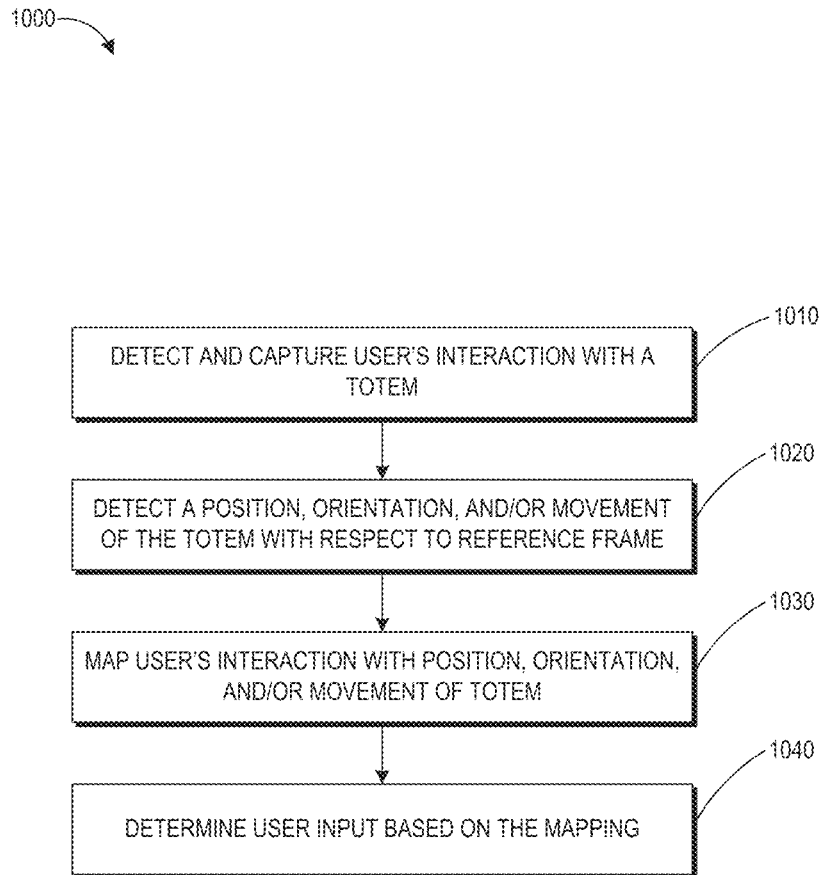 1000
1010
DETECT AND CAPTURE USER'S INTERACTION WITH A
TOTEM
1020
DETECT A POSITION, ORIENTATION, AND/OR MOVEMENT
OF THE TOTEM WITH RESPECT TO REFERENCE FRAME
1030
MAP USER'S INTERACTION WITH POSITION, ORIENTATION,
AND/OR MOVEMENT OF TOTEM
1040
DETERMINE USER INPUT BASED ON THE MAPPING